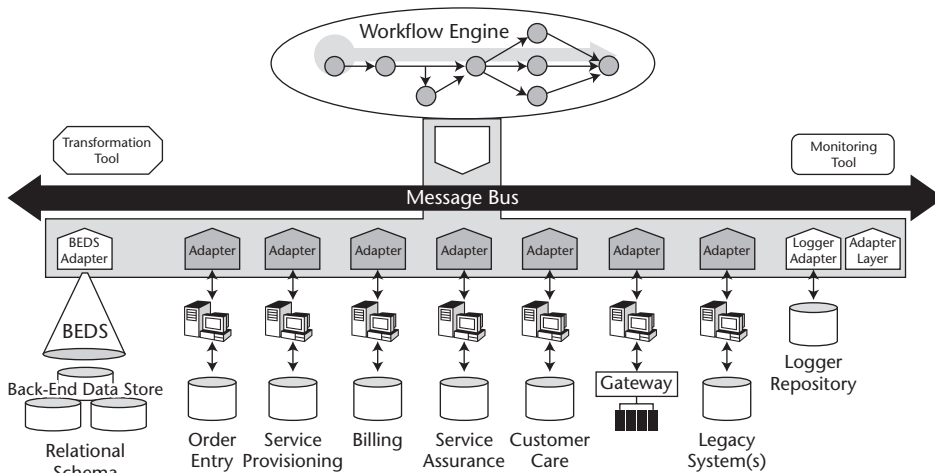 Workflow Engine
Transformation
Tool
Monitoring
Tool
Message Bus
BEDS
Adapter
Adapter
Adapter
Adapter
Adapter
Adapter
Adapter
Adapter
Logger
Adapter
Adapter
Layer
BEDS
Back-End Data Store
Relational
Schema
Order
Entry
Service
Provisioning
Billing
Service
Assurance
Customer
Care
Gateway
Legacy
System(s)
Logger
Repository